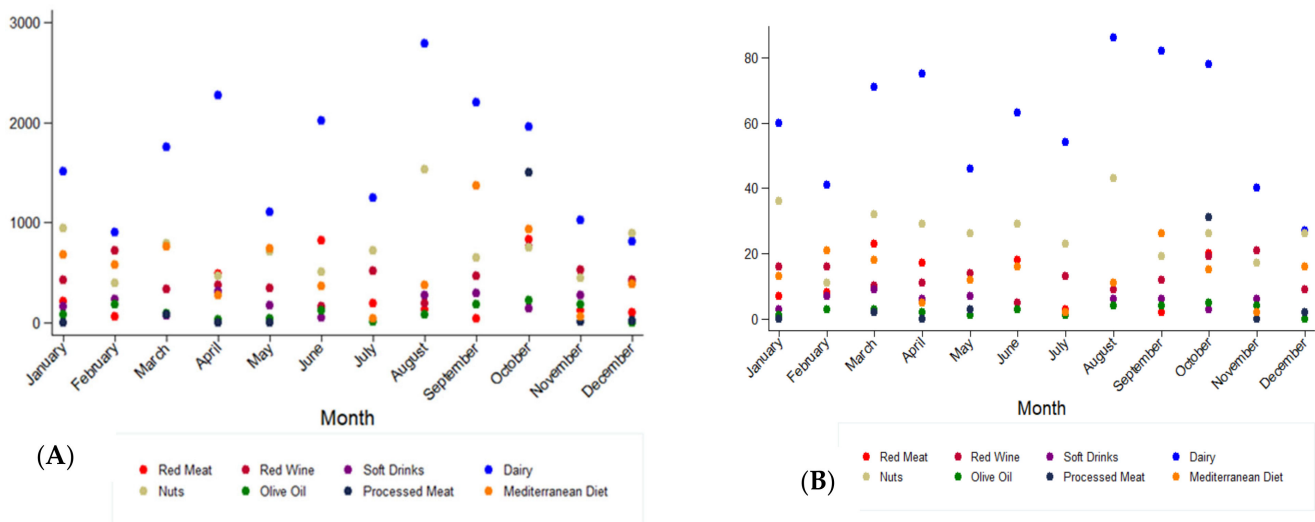 3000
2000
1000
0
January
February
March
April
May
June
July
August
September
October
November
December
Month
(A)
Red Meat Red Wine Soft Drinks Dairy
Nuts Olive Oil Processed Meat Mediterranean Diet
80
60
40
20
0
January
February
March
April
May
June
July
August
September
October
November
December
Month
(B)
Red Meat Red Wine Soft Drinks Dairy
Nuts Olive Oil Processed Meat Mediterranean Diet